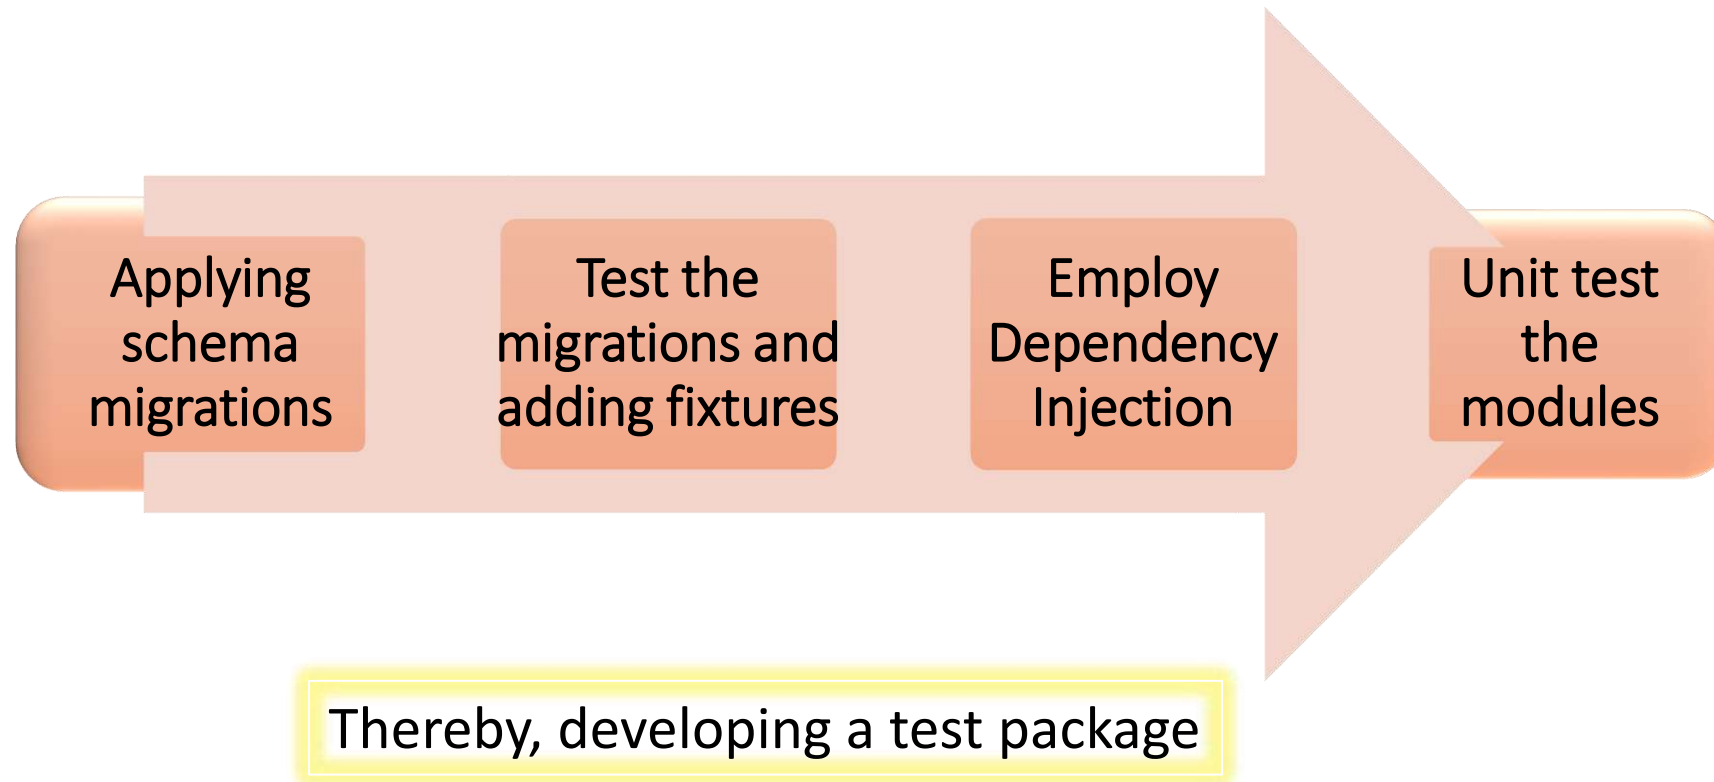 Applying
schema
migrations
Test the
migrations and
adding fixtures
Employ
Dependency
Injection
Unit test
the
modules
Thereby, developing a test package